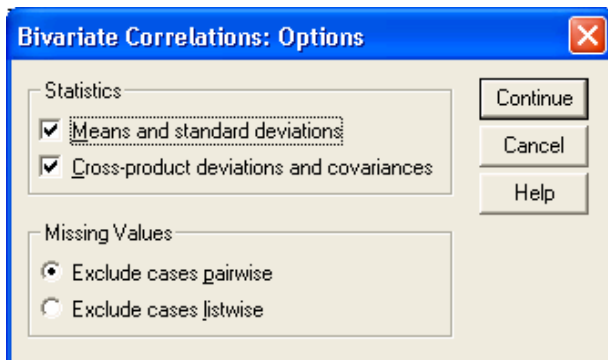 Bivariate Correlations: Options
Statistics
Means and standard deviations
Cross-product deviations and covariances
Continue
Cancel
Help
Missing Values
Exclude cases pairwise
Exclude cases listwise